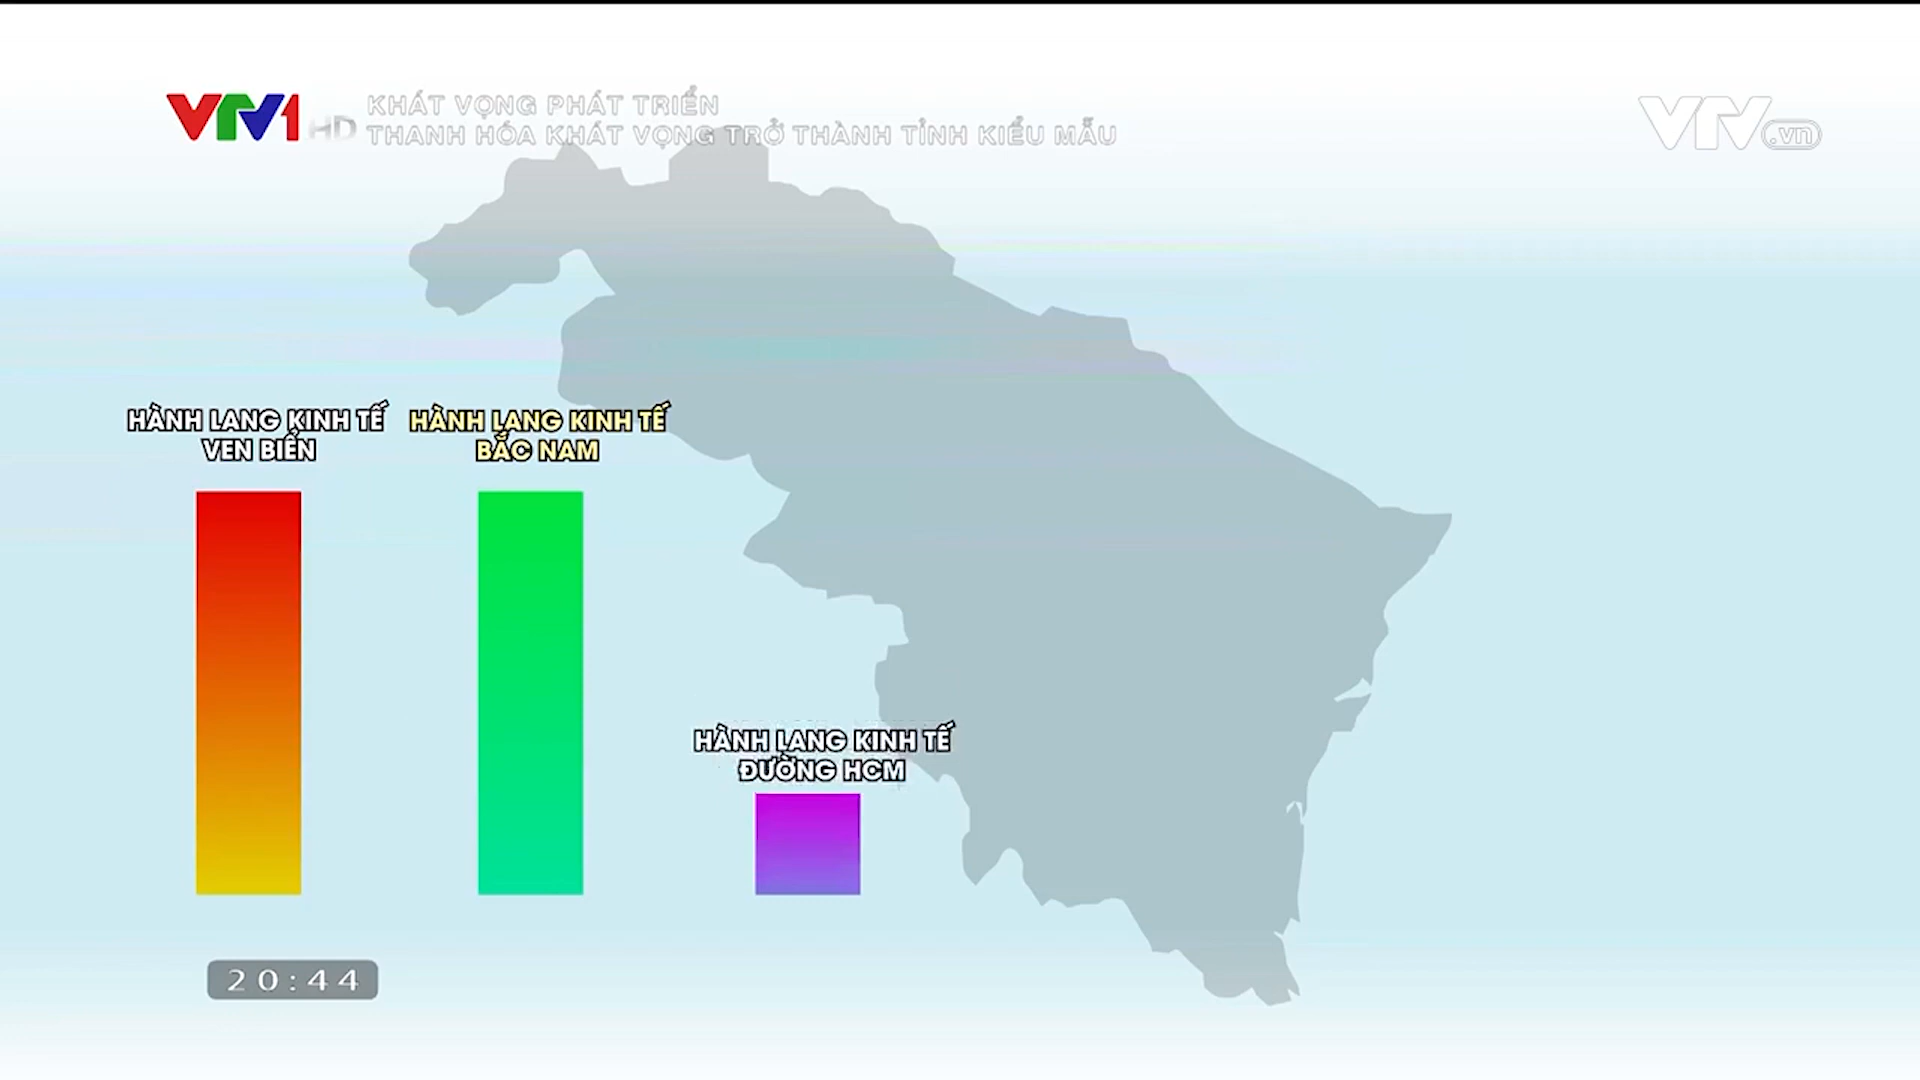 VTV1 HD
KHÁT VỌNG PHÁT TRIỂN
THANH HÓA KHÁT VỌNG TRỞ THÀNH TỈNH KIỂU MẪU
VTV.vn
HÀNH LANG KINH TẾ
VEN BIỂN
HÀNH LANG KINH TẾ
BẮC NAM
HÀNH LANG KINH TẾ
ĐƯỜNG HCM
20:44